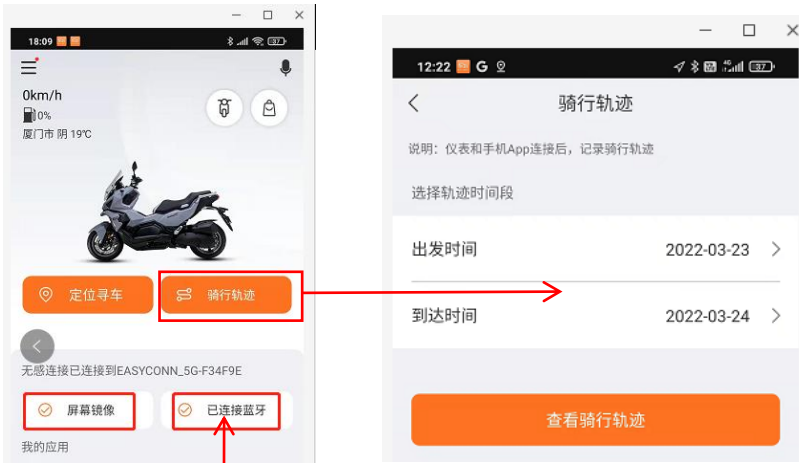 18:09
37
0km/h
0%
厦门市 阴 19℃
定位寻车
骑行轨迹
无感连接已连接到EASYCONN_5G-F34F9E
屏幕镜像
已连接蓝牙
我的应用
12:22
G
4G
37
骑行轨迹
说明：仪表和手机App连接后，记录骑行轨迹
选择轨迹时间段
出发时间 2022-03-23
到达时间 2022-03-24
查看骑行轨迹